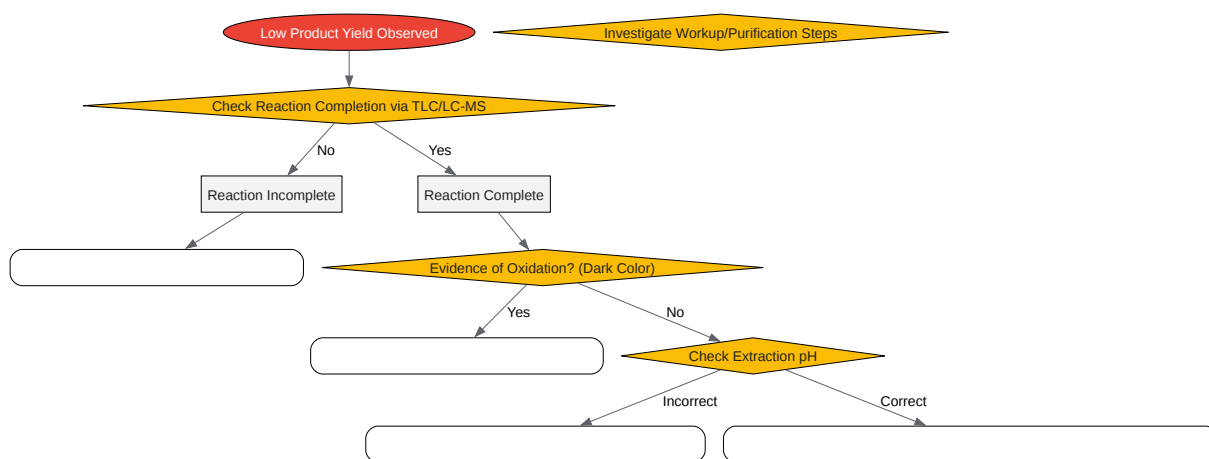 Low Product Yield Observed
Investigate Workup/Purification Steps
Check Reaction Completion via TLC/LC-MS
No
Yes
Reaction Incomplete
Reaction Complete
Evidence of Oxidation? (Dark Color)
Yes
No
Check Extraction pH
Incorrect
Correct